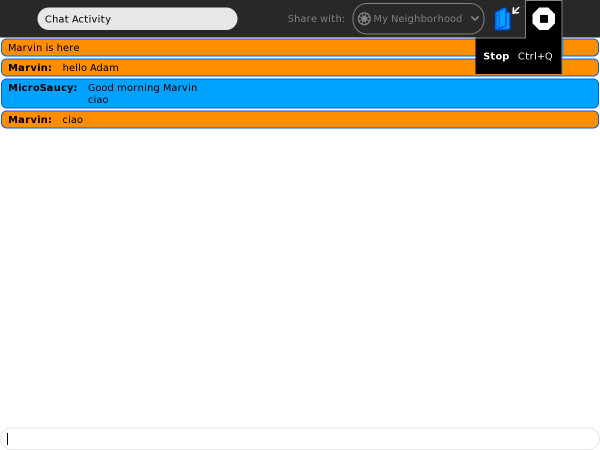 Chat Activity
Share with: My Neighborhood
Stop Ctrl+Q
Marvin is here
Marvin: hello Adam
MicroSaucy: Good morning Marvin
ciao
Marvin: ciao